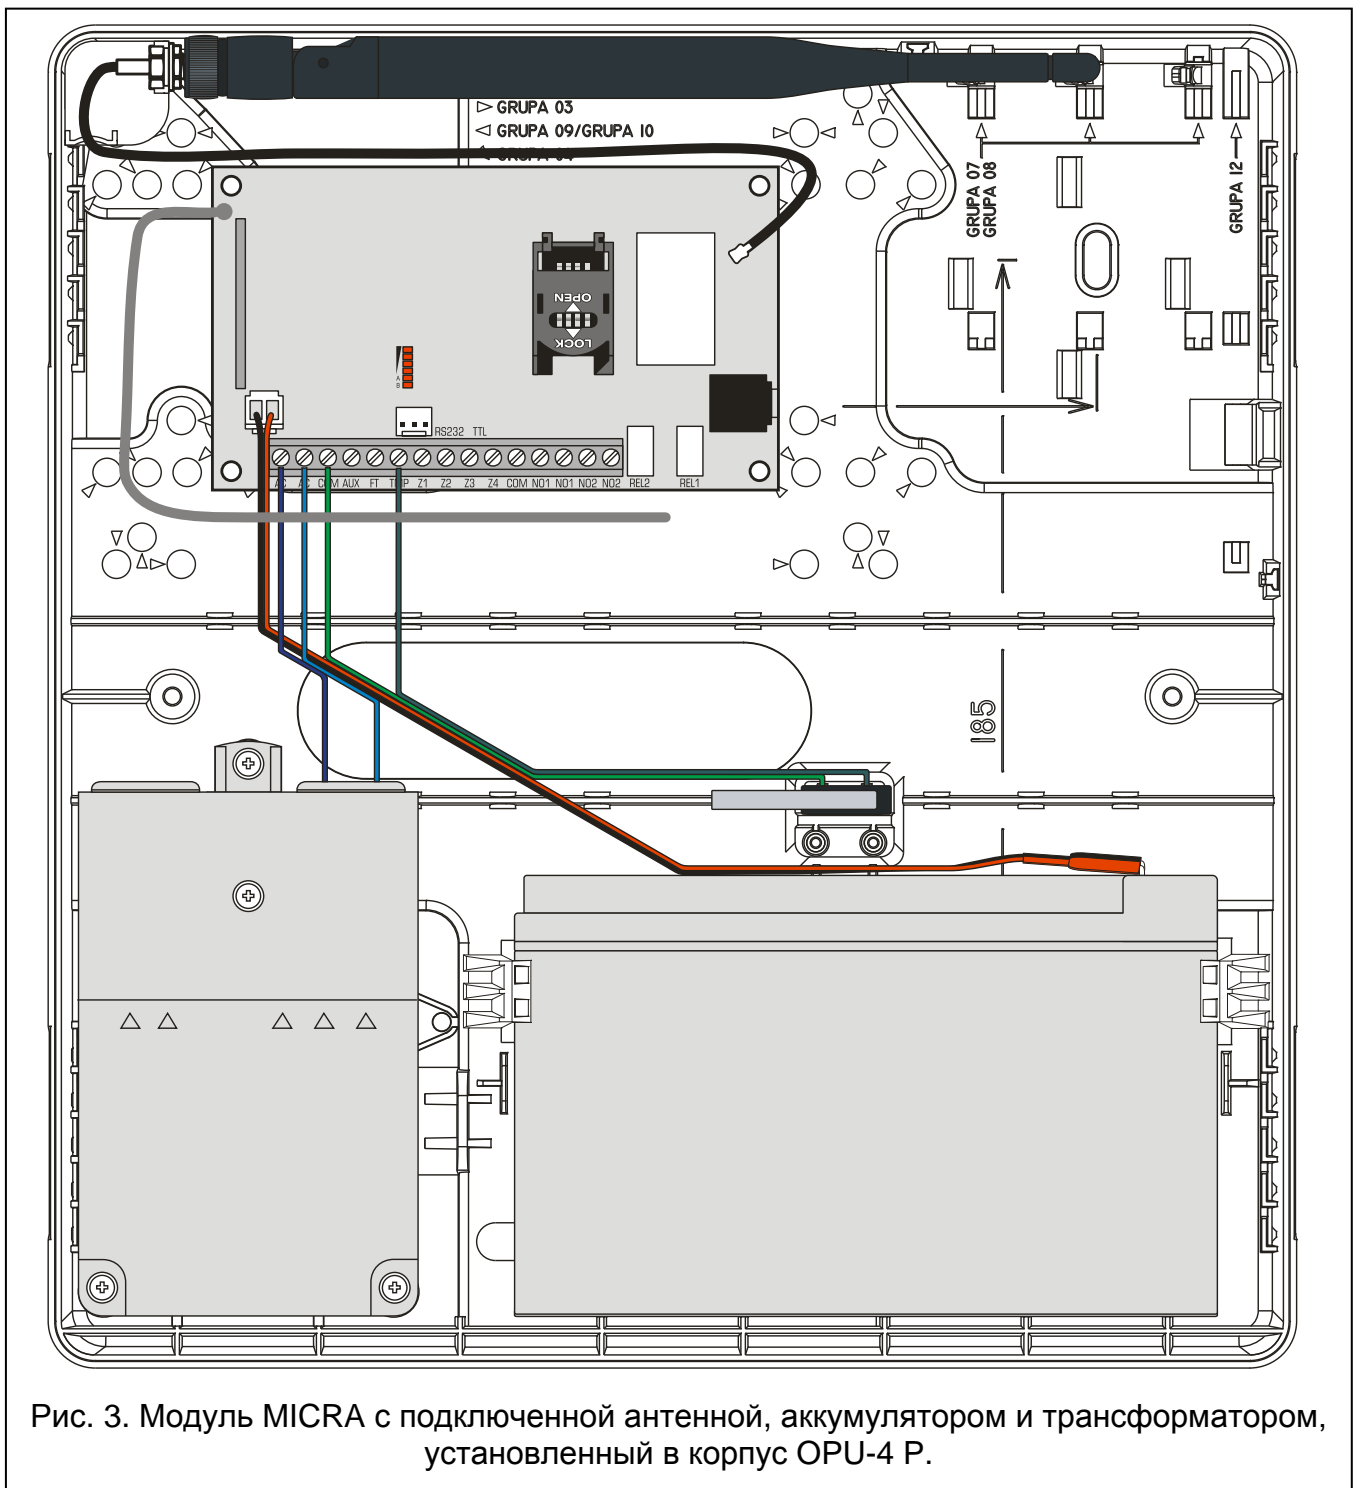 GRUPA 03
GRUPA 09/GRUPA 10
GRUPA 04
GRUPA 07
GRUPA 08
GRUPA 12
OPEN
LOCK
A
B
RS232 TTL
AC AC COM AUX FT TMP Z1 Z2 Z3 Z4 COM NO1 NO1 NO2 NO2 REL2 REL1
185
Рис. 3. Модуль MICRA с подключенной антенной, аккумулятором и трансформатором,
установленный в корпус OPU-4 P.